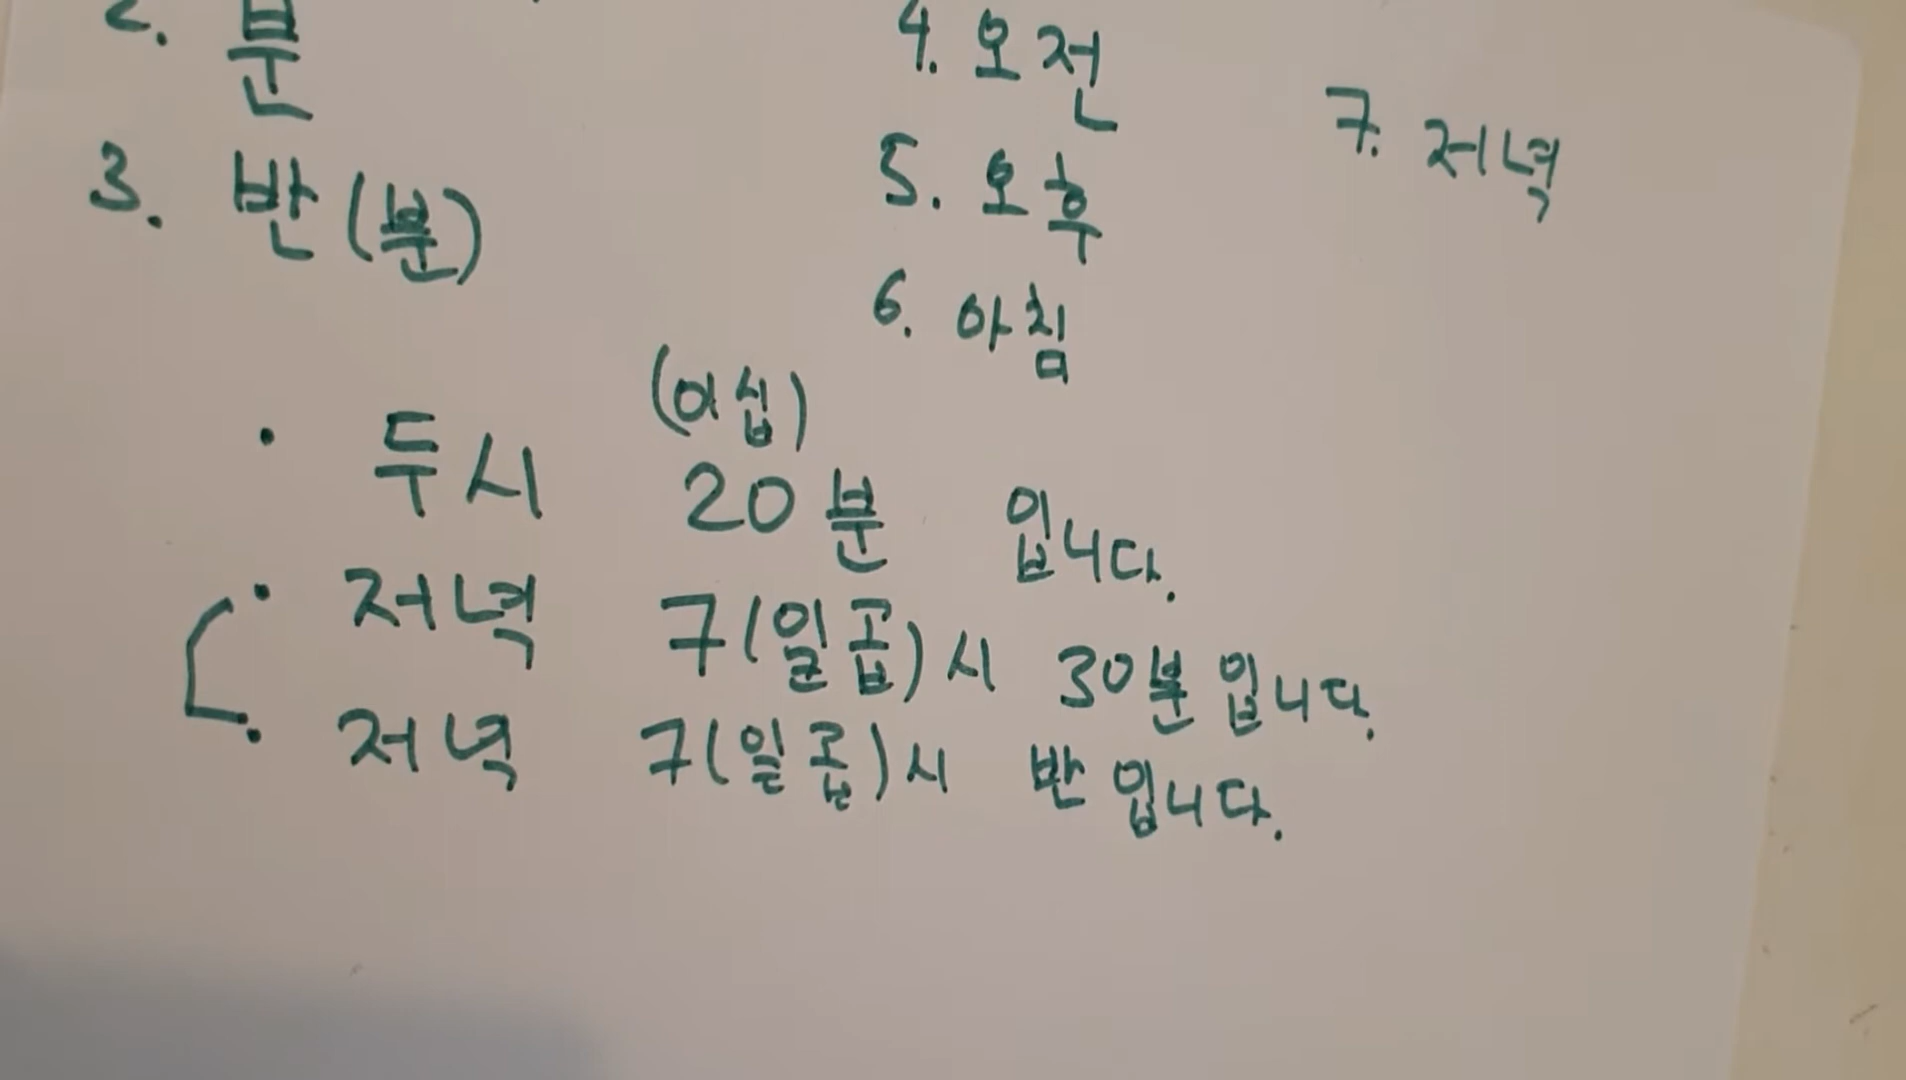 2. 분
3. 반(분)
4. 오전
5. 오후
6. 아침
7. 저녁
(이십)
· 두시 20분 입니다.
· 저녁 7(일곱)시 30분입니다.
· 저녁 7(일곱)시 반입니다.